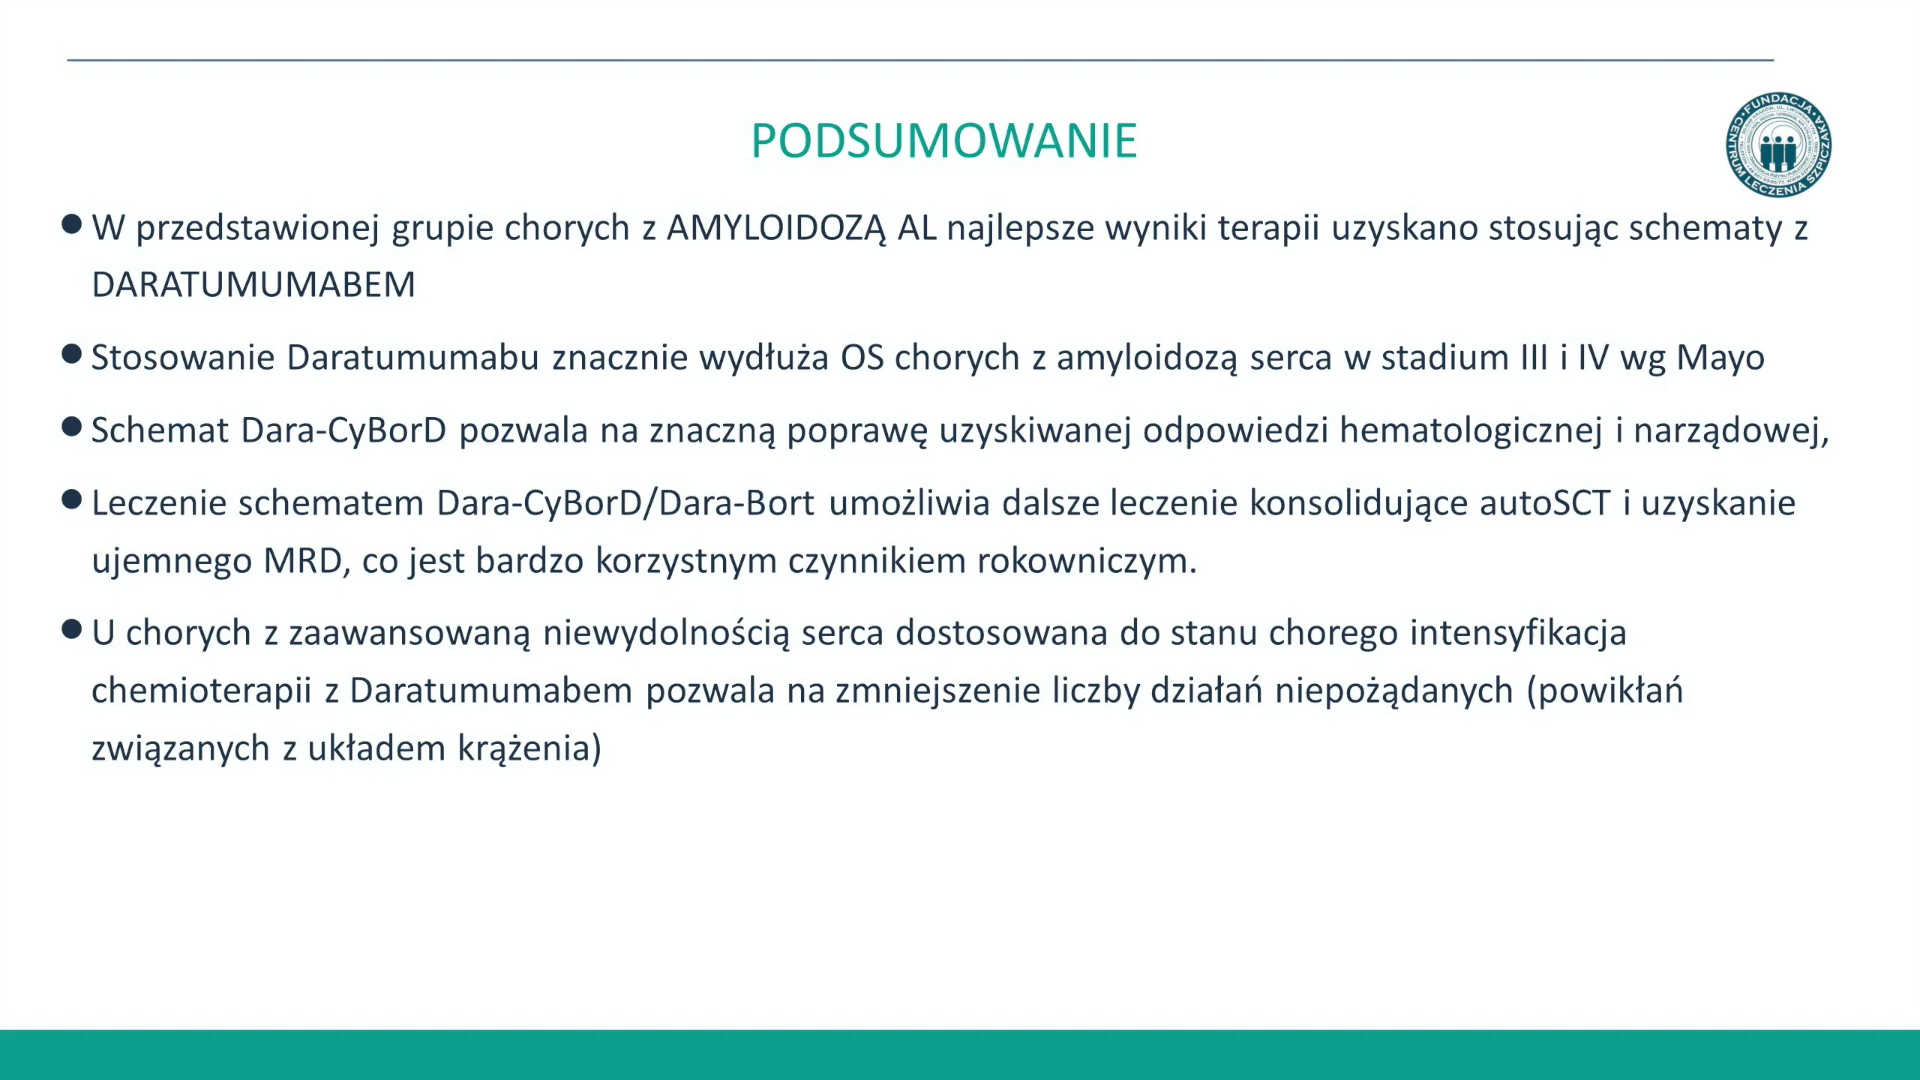 PODSUMOWANIE
FUNDACJA
CENTRUM LECZENIA SZPICZAKA
● W przedstawionej grupie chorych z AMYLOIDOZĄ AL najlepsze wyniki terapii uzyskano stosując schematy z
DARATUMUMABEM
● Stosowanie Daratumumabu znacznie wydłuża OS chorych z amyloidozą serca w stadium III i IV wg Mayo
● Schemat Dara-CyBorD pozwala na znaczną poprawę uzyskiwanej odpowiedzi hematologicznej i narządowej,
● Leczenie schematem Dara-CyBorD/Dara-Bort umożliwia dalsze leczenie konsolidujące autoSCT i uzyskanie
ujemnego MRD, co jest bardzo korzystnym czynnikiem rokowniczym.
● U chorych z zaawansowaną niewydolnością serca dostosowana do stanu chorego intensyfikacja
chemioterapii z Daratumumabem pozwala na zmniejszenie liczby działań niepożądanych (powikłań
związanych z układem krążenia)